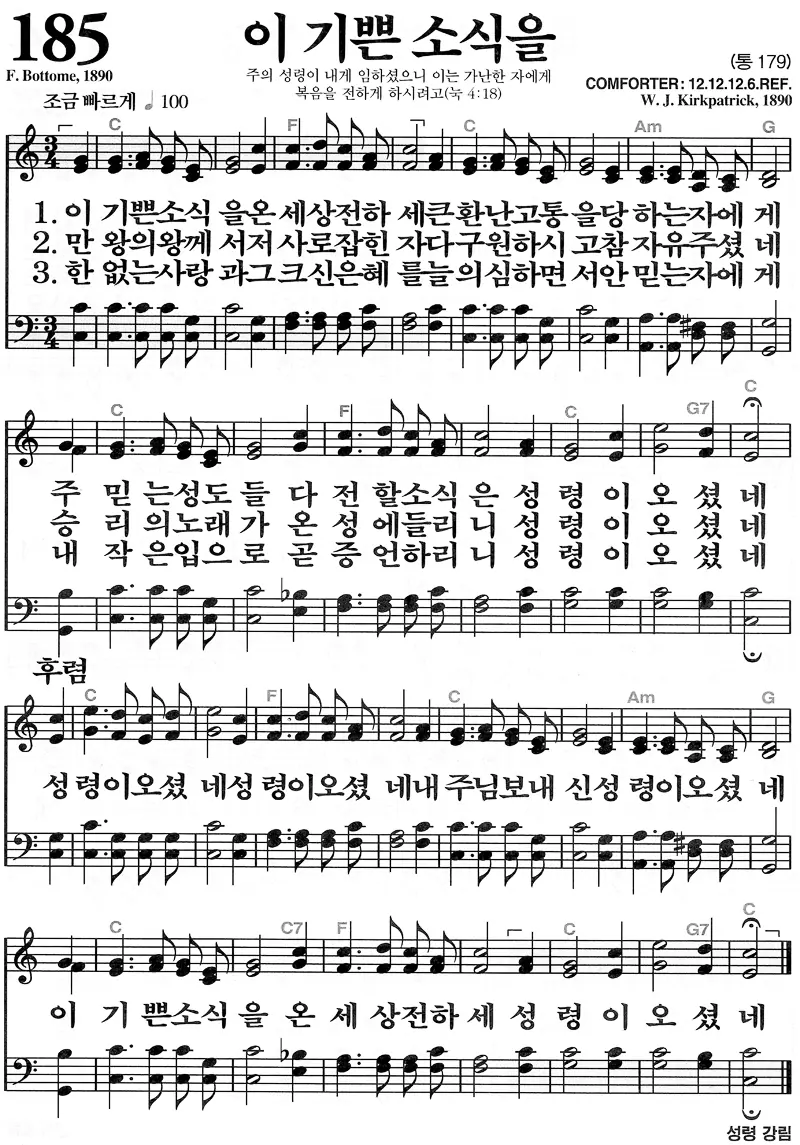 185
이 기쁜 소식을
(통 179)
F. Bottome, 1890
주의 성령이 내게 임하셨으니 이는 가난한 자에게
복음을 전하게 하시려고(눅 4:18)
COMFORTER : 12.12.12.6.REF.
W. J. Kirkpatrick, 1890
조금 빠르게 ♩ 100
C F C Am G
3/4
1. 이 기쁜소식 을온 세상전하 세큰 환난고통 을당 하는자에 게
2. 만 왕의왕께 서저 사로잡힌 자다 구원하시 고참 자유주셨 네
3. 한 없는사랑 과그 크신은혜 를늘 의심하면 서안 믿는자에 게
3/4
C F C G7 C
주 믿 는성도 들 다 전 할소식 은 성 령 이 오 셨 네
승 리 의노래 가 온 성 에들리 니 성 령 이 오 셨 네
내 작 은입으 로 곧 증 언하리 니 성 령 이 오 셨 네
후렴
C F C Am G
성 령이오셨 네성 령이오셨 네내 주님보내 신성 령이오셨 네
C C7 F C G7 C
이 기 쁜소식 을 온 세 상전하 세 성 령 이 오 셨 네
성령 강림